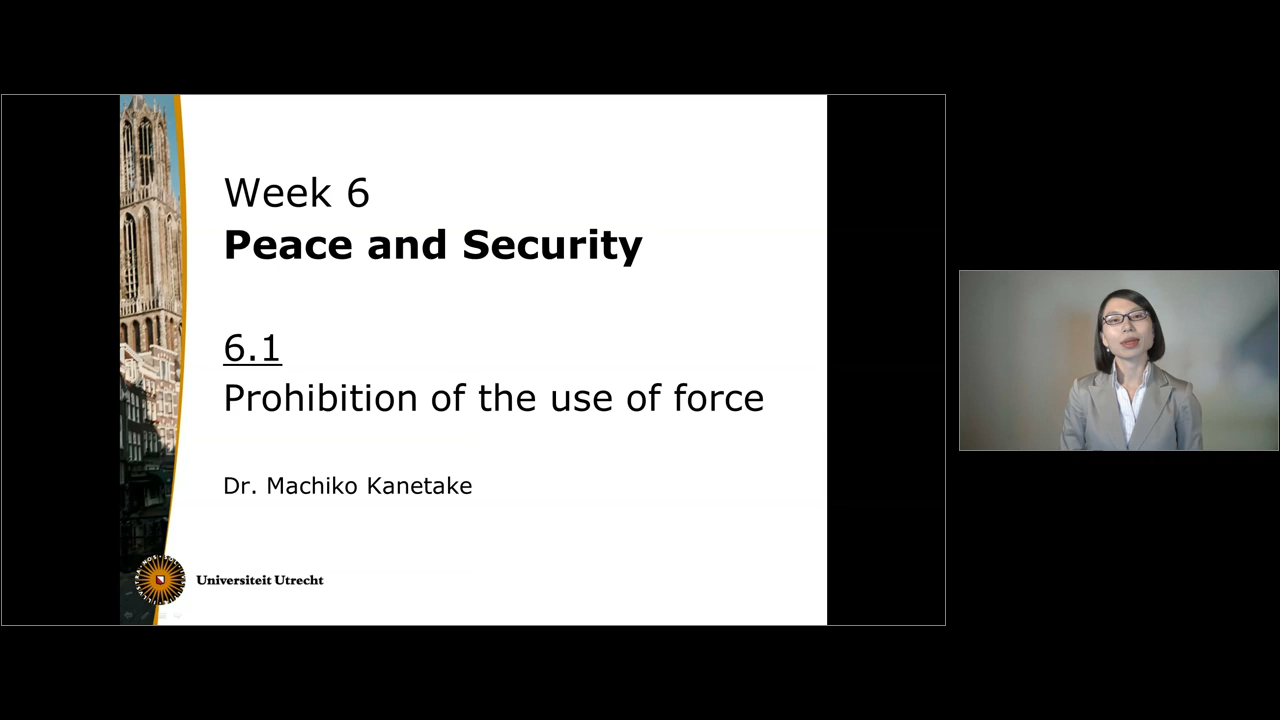 Week 6
Peace and Security
6.1
Prohibition of the use of force
Dr. Machiko Kanetake
Universiteit Utrecht